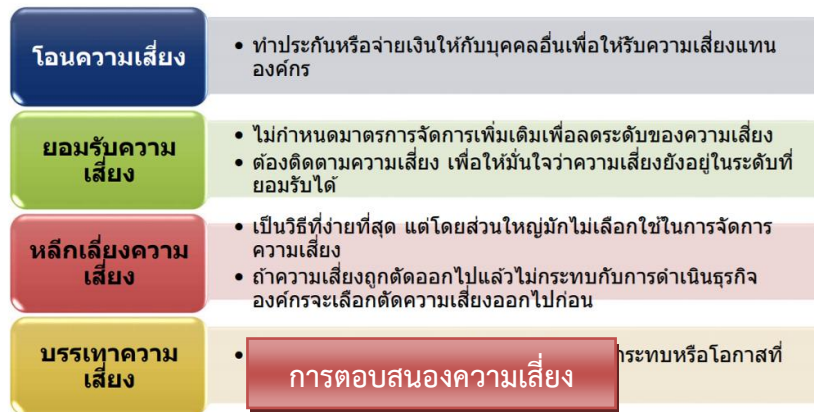 โอนความเสี่ยง
• ทำประกันหรือจ่ายเงินให้กับบุคคลอื่นเพื่อให้รับความเสี่ยงแทน
องค์กร
ยอมรับความ
เสี่ยง
• ไม่กำหนดมาตรการจัดการเพิ่มเติมเพื่อลดระดับของความเสี่ยง
• ต้องติดตามความเสี่ยง เพื่อให้มั่นใจว่าความเสี่ยงยังอยู่ในระดับที่
ยอมรับได้
หลีกเลี่ยงความ
เสี่ยง
• เป็นวิธีที่ง่ายที่สุด แต่โดยส่วนใหญ่มักไม่เลือกใช้ในการจัดการ
ความเสี่ยง
• ถ้าความเสี่ยงถูกตัดออกไปแล้วไม่กระทบกับการดำเนินธุรกิจ
องค์กรจะเลือกตัดความเสี่ยงออกไปก่อน
บรรเทาความ
เสี่ยง
• ระทบหรือโอกาสที่
การตอบสนองความเสี่ยง